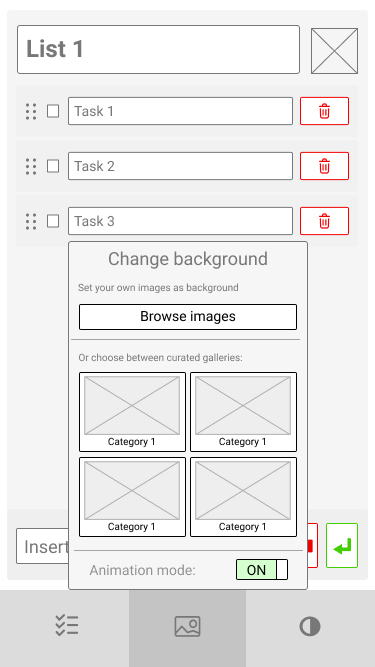 List 1
Task 1
Task 2
Task 3
Change background
Set your own images as background
Browse images
Or choose between curated galleries:
Category 1
Category 1
Category 1
Category 1
Insert
Animation mode:
ON